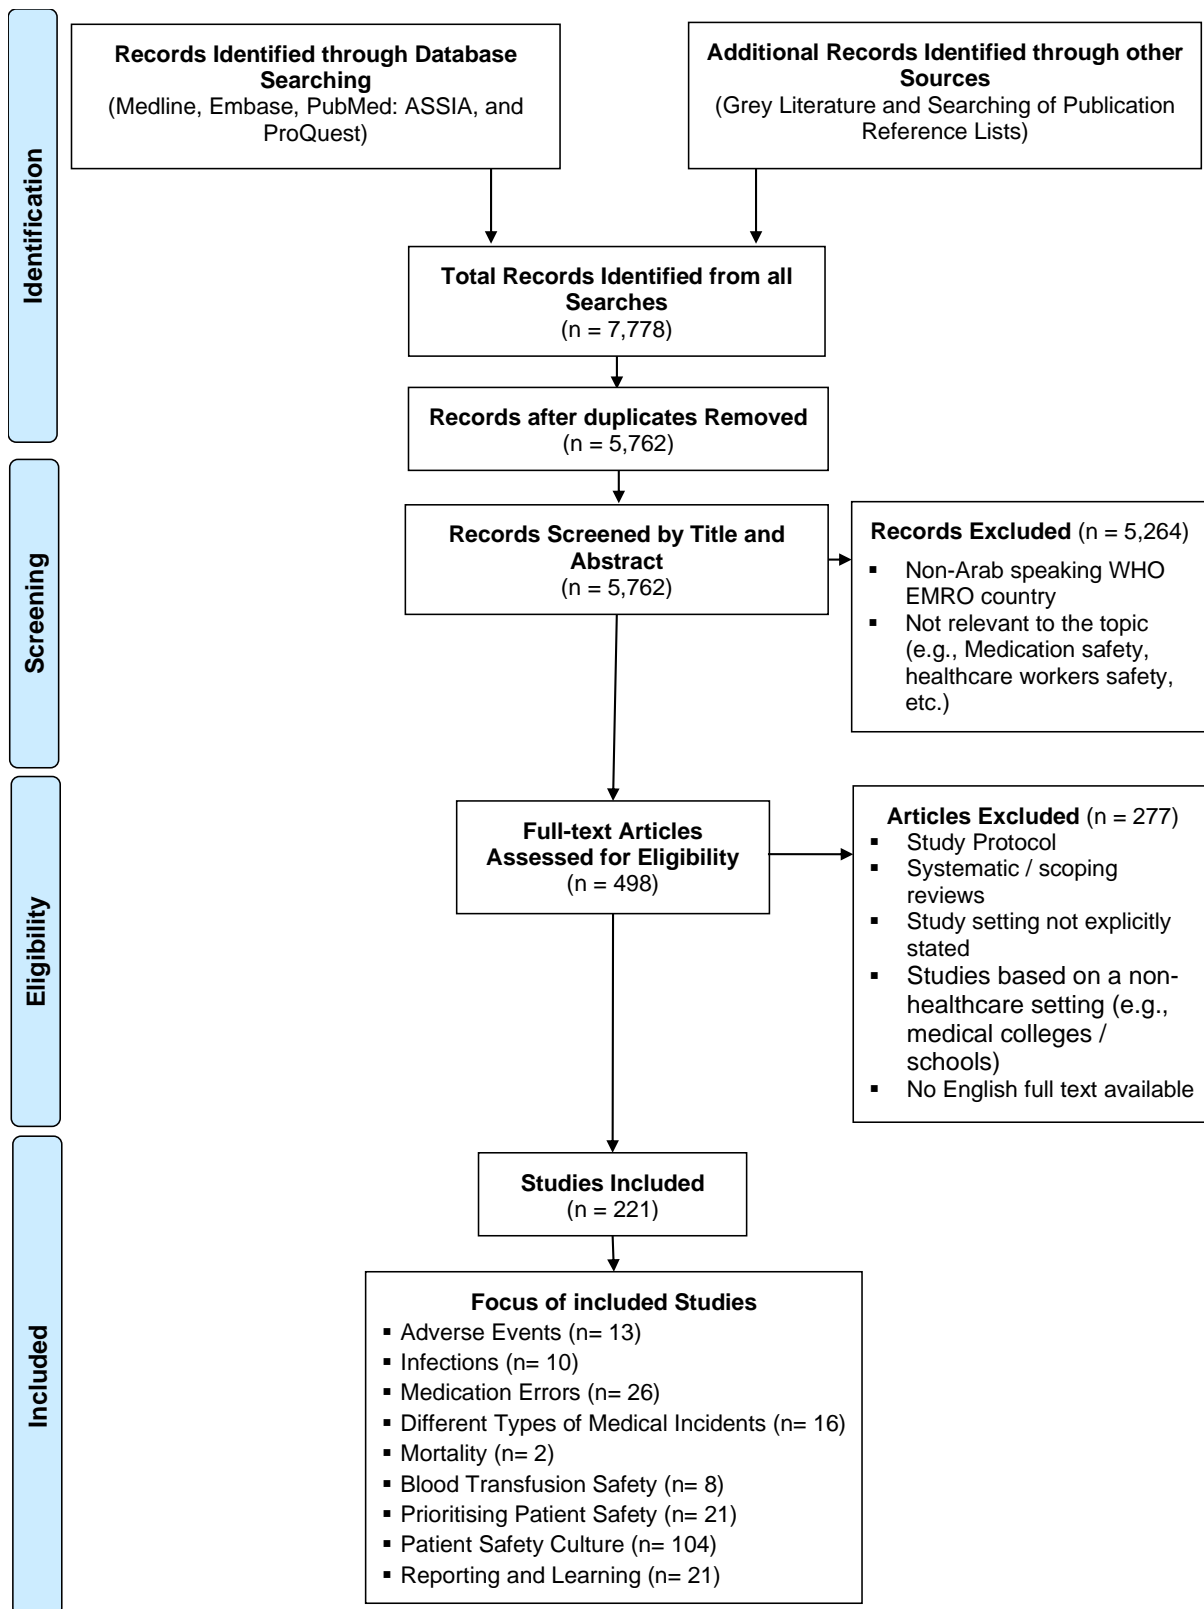 Identification
Records Identified through Database
Searching
(Medline, Embase, PubMed: ASSIA, and
ProQuest)
Additional Records Identified through other
Sources
(Grey Literature and Searching of Publication
Reference Lists)
Total Records Identified from all
Searches
(n = 7,778)
Records after duplicates Removed
(n = 5,762)
Screening
Records Screened by Title and
Abstract
(n = 5,762)
Records Excluded (n = 5,264)
▪ Non-Arab speaking WHO
EMRO country
▪ Not relevant to the topic
(e.g., Medication safety,
healthcare workers safety,
etc.)
Eligibility
Full-text Articles
Assessed for Eligibility
(n = 498)
Articles Excluded (n = 277)
▪ Study Protocol
▪ Systematic / scoping
reviews
▪ Study setting not explicitly
stated
▪ Studies based on a non-
healthcare setting (e.g.,
medical colleges /
schools)
▪ No English full text available
Included
Studies Included
(n = 221)
Focus of included Studies
▪ Adverse Events (n= 13)
▪ Infections (n= 10)
▪ Medication Errors (n= 26)
▪ Different Types of Medical Incidents (n= 16)
▪ Mortality (n= 2)
▪ Blood Transfusion Safety (n= 8)
▪ Prioritising Patient Safety (n= 21)
▪ Patient Safety Culture (n= 104)
▪ Reporting and Learning (n= 21)